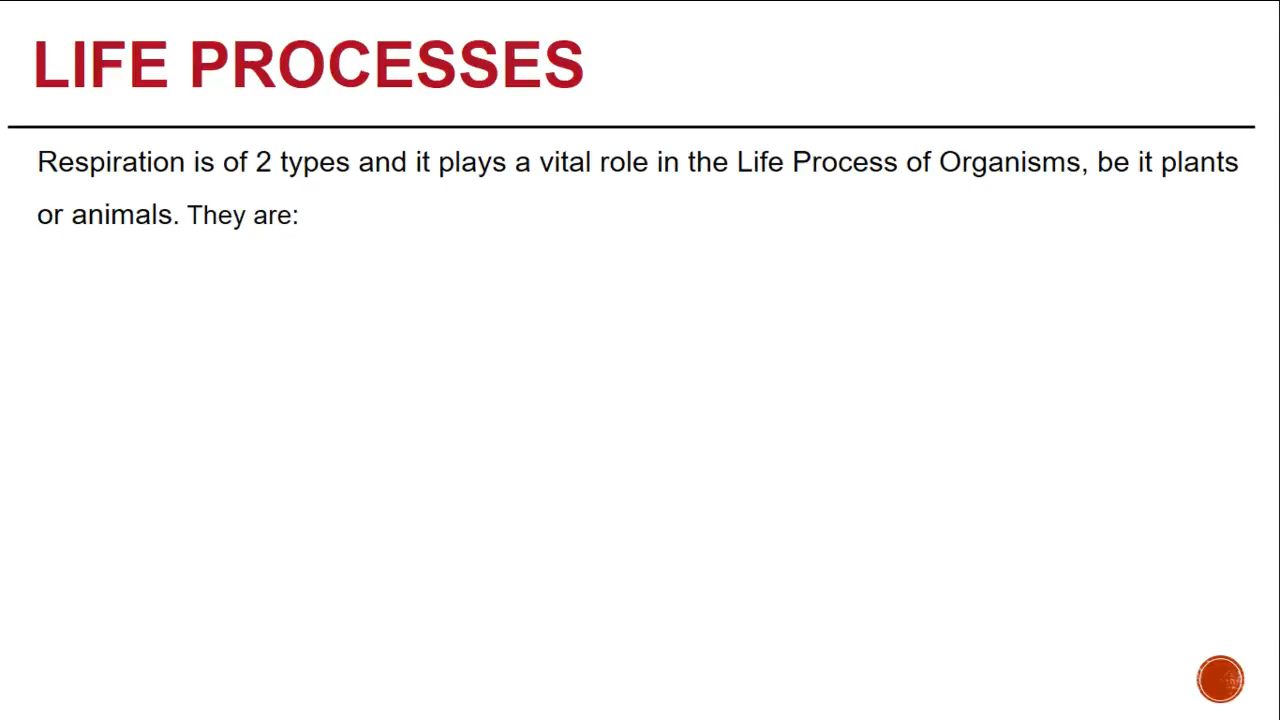 LIFE PROCESSES
Respiration is of 2 types and it plays a vital role in the Life Process of Organisms, be it plants
or animals. They are: